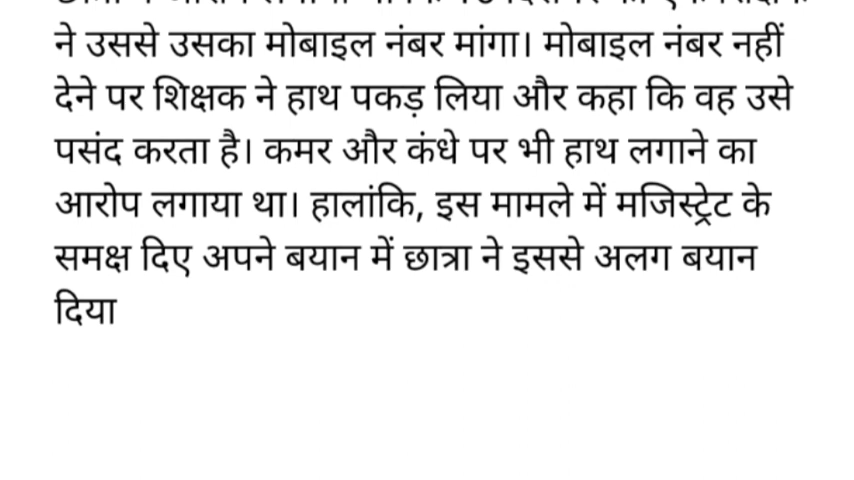 ने उससे उसका मोबाइल नंबर मांगा। मोबाइल नंबर नहीं
देने पर शिक्षक ने हाथ पकड़ लिया और कहा कि वह उसे
पसंद करता है। कमर और कंधे पर भी हाथ लगाने का
आरोप लगाया था। हालांकि, इस मामले में मजिस्ट्रेट के
समक्ष दिए अपने बयान में छात्रा ने इससे अलग बयान
दिया